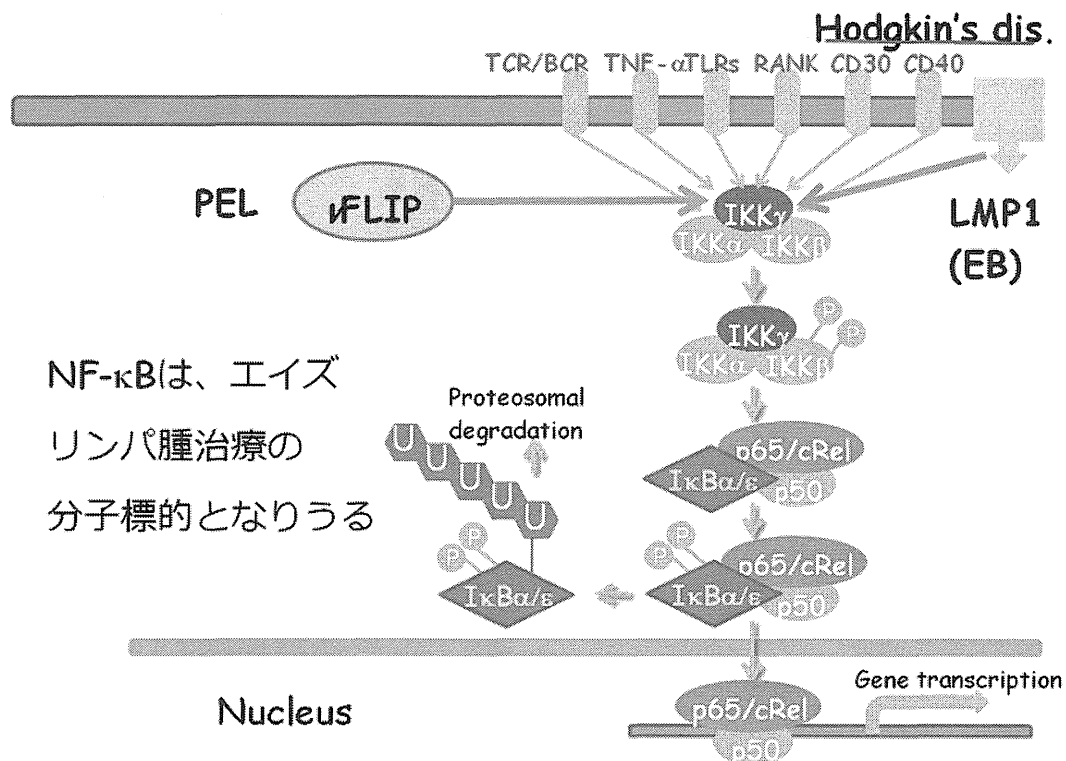 Hodgkin's dis.
TCR/BCR TNF-αTLRs RANK CD30 CD40
PEL
vFLIP
IKKγ
IKKα IKKβ
LMP1
(EB)
P
P
IKKγ
IKKα IKKβ
NF-κBは、エイズ
リンパ腫治療の
分子標的となりうる
Proteosomal
degradation
U U U U U
p65/cRel
IκBα/ε
p50
P P
IκBα/ε
P P
p65/cRel
IκBα/ε
p50
Nucleus
Gene transcription
p65/cRel
p50